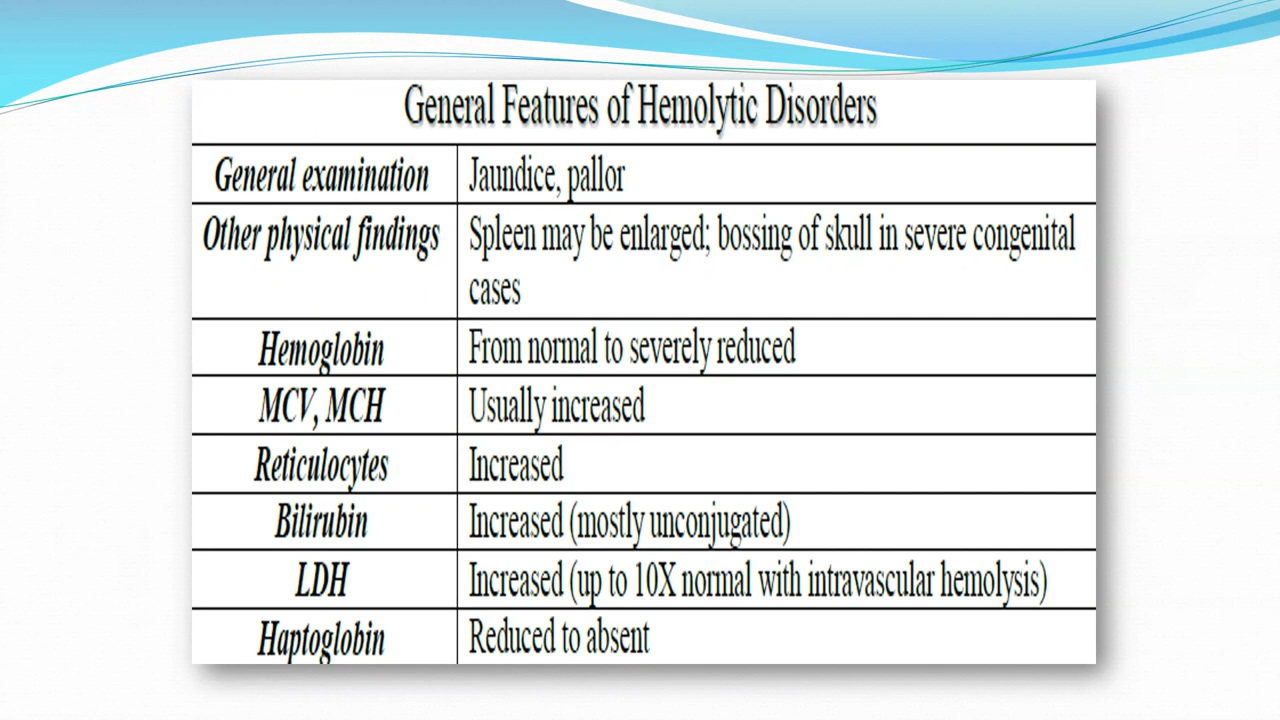 General Features of Hemolytic Disorders
General examination
Jaundice, pallor
Other physical findings
Spleen may be enlarged; bossing of skull in severe congenital
cases
Hemoglobin
From normal to severely reduced
MCV, MCH
Usually increased
Reticulocytes
Increased
Bilirubin
Increased (mostly unconjugated)
LDH
Increased (up to 10X normal with intravascular hemolysis)
Haptoglobin
Reduced to absent